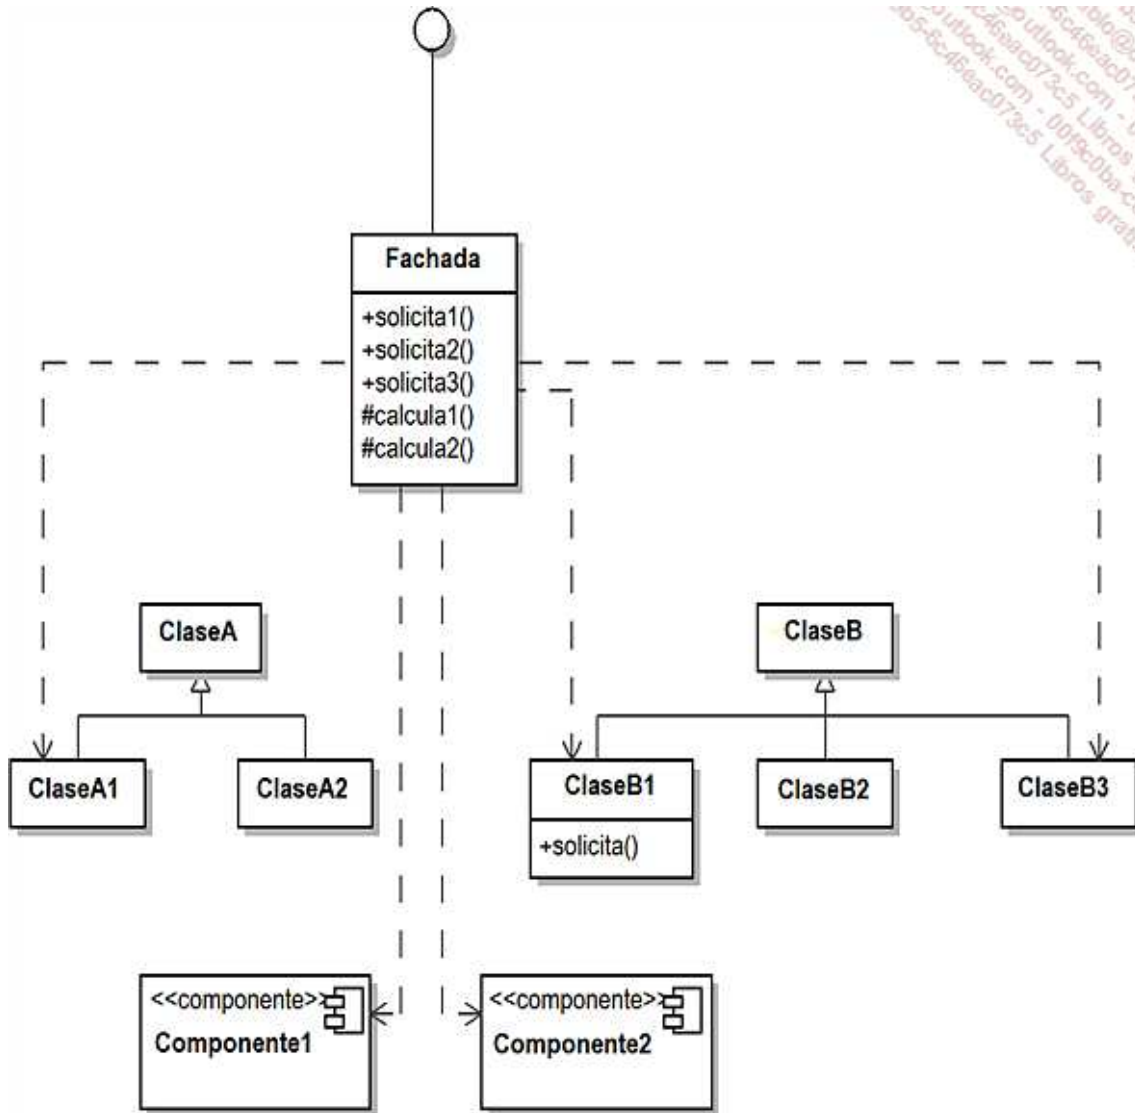 Fachada
+solicita1()
+solicita2()
+solicita3()
#calcula1()
#calcula2()
ClaseA
ClaseB
ClaseA1
ClaseA2
ClaseB1
+solicita()
ClaseB2
ClaseB3
<<componente>>
Componente1
<<componente>>
Componente2